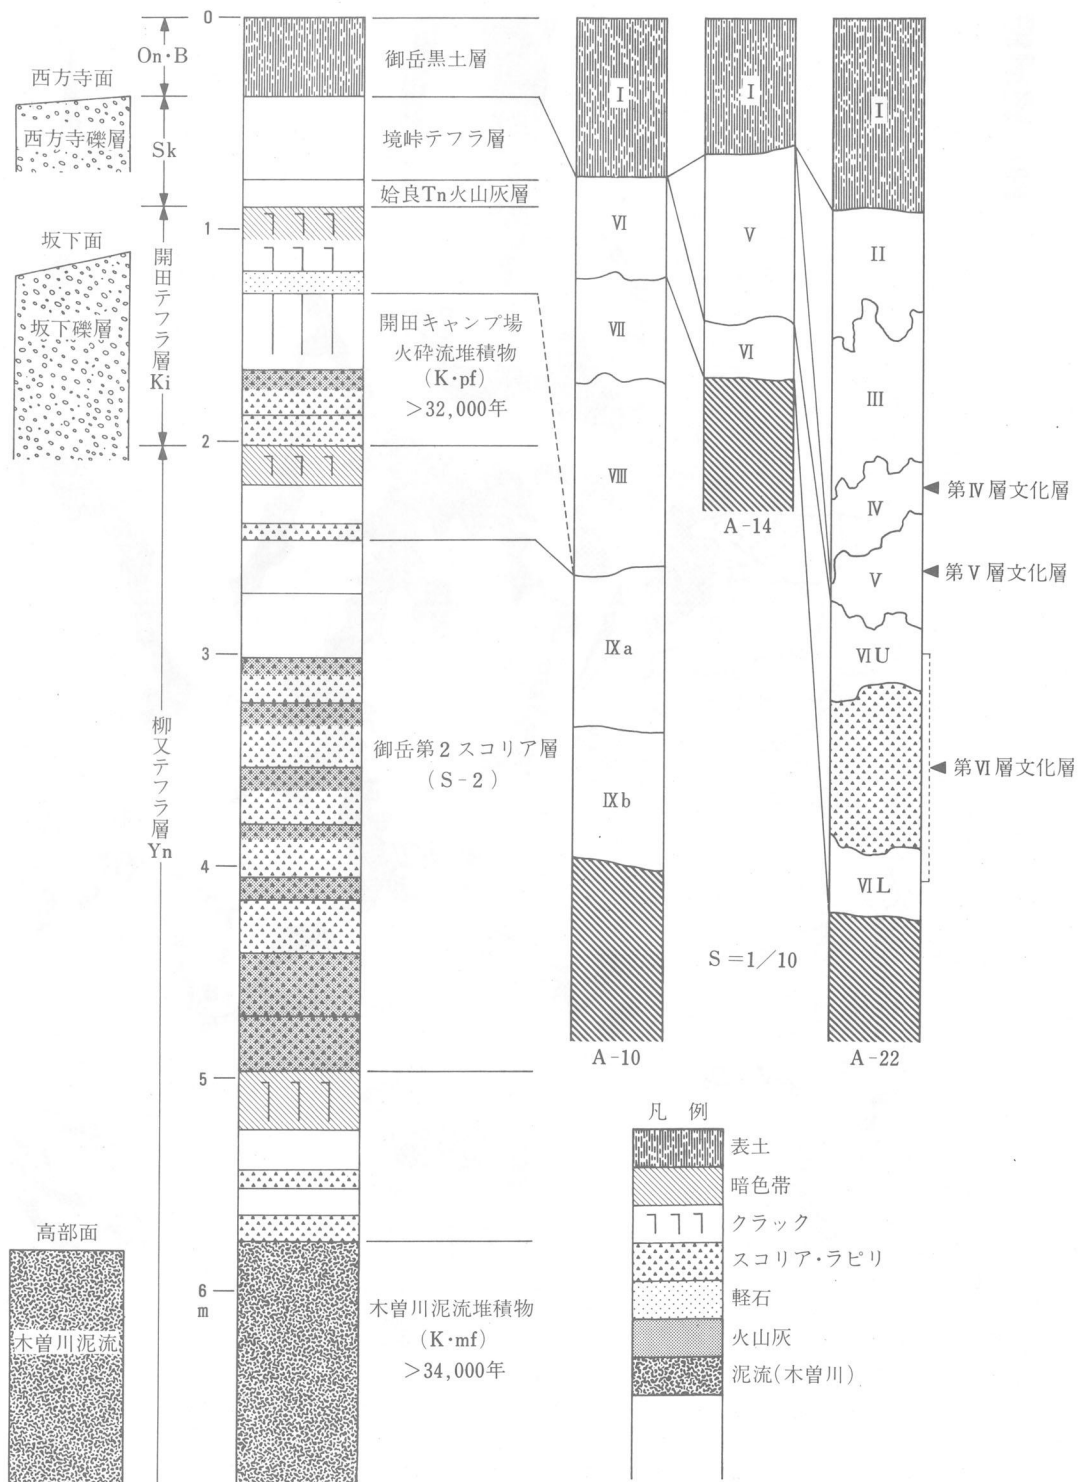 0
1
2
3
4
5
6
m
On・B
Sk
開田テフラ層Ki
柳又テフラ層Yn
西方寺面
西方寺礫層
坂下面
坂下礫層
高部面
木曽川泥流
御岳黒土層
境峠テフラ層
姶良Tn火山灰層
開田キャンプ場
火砕流堆積物
(K・pf)
>32,000年
御岳第2スコリア層
(S-2)
木曽川泥流堆積物
(K・mf)
>34,000年
I
VI
VII
VIII
IXa
IXb
A-10
I
V
VI
A-14
I
II
III
IV
V
VI U
VI L
A-22
第IV層文化層
第V層文化層
第VI層文化層
S=1/10
凡 例
表土
暗色帯
クラック
スコリア・ラピリ
軽石
火山灰
泥流(木曽川)